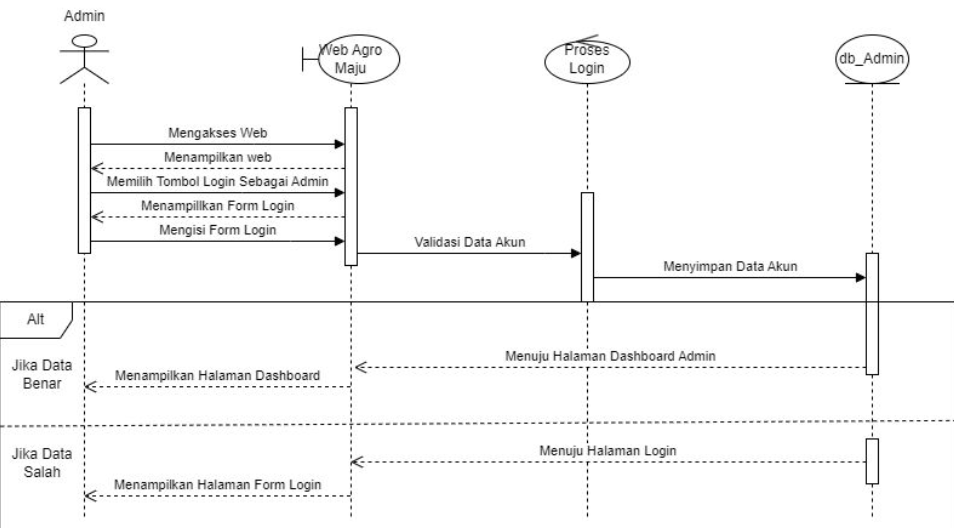 Admin
Web Agro
Maju
Proses
Login
db_Admin
Mengakses Web
Menampilkan web
Memilih Tombol Login Sebagai Admin
Menampillkan Form Login
Mengisi Form Login
Validasi Data Akun
Menyimpan Data Akun
Alt
Jika Data
Benar
Menuju Halaman Dashboard Admin
Menampilkan Halaman Dashboard
Jika Data
Salah
Menuju Halaman Login
Menampilkan Halaman Form Login